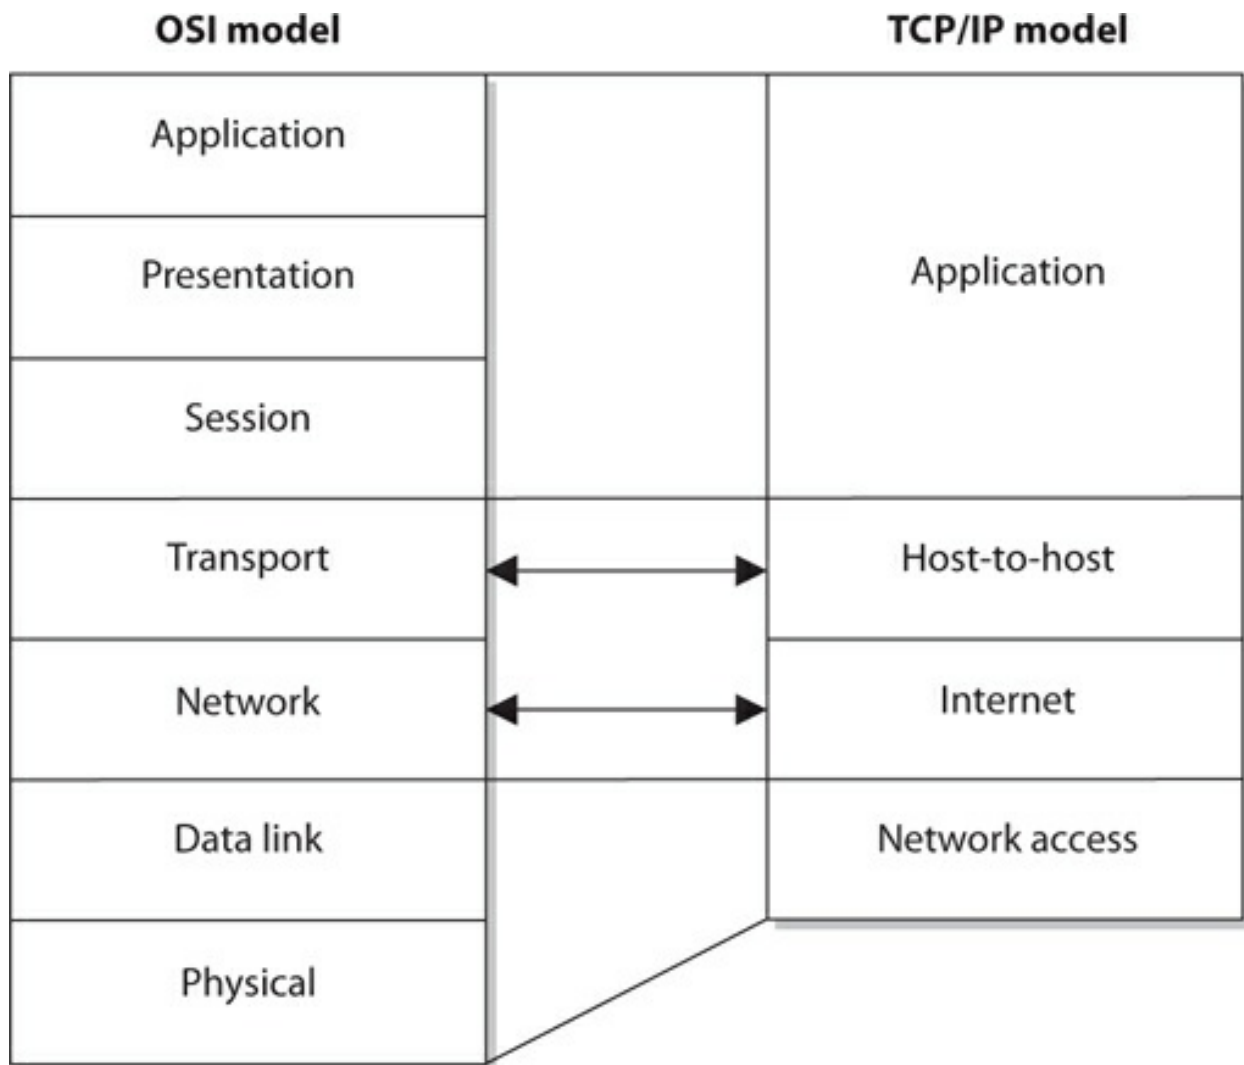 OSI model
TCP/IP model
Application
Presentation
Session
Transport
Network
Data link
Physical
Application
Host-to-host
Internet
Network access